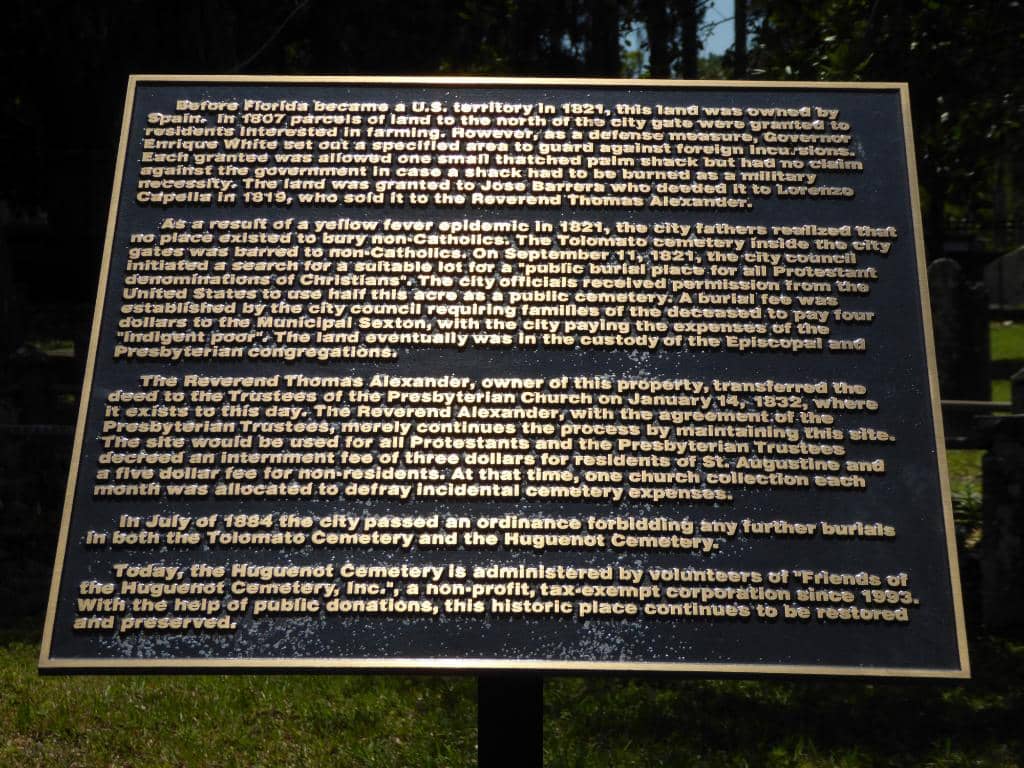 Before Florida became a U.S. territory in 1821, this land was owned by
Spain. In 1807 parcels of land to the north of the city gate were granted to
residents interested in farming. However, as a defense measure, Governor
Enrique White set out a specified area to guard against foreign incursions.
Each grantee was allowed one small thatched palm shack but had no claim
against the government in case a shack had to be burned as a military
necessity. The land was granted to Jose Barrera who deeded it to Lorenzo
Capella in 1819, who sold it to the Reverend Thomas Alexander.
As a result of a yellow fever epidemic in 1821, the city fathers realized that
no place existed to bury non-Catholics. The Tolomato cemetery inside the city
gates was barred to non-Catholics. On September 11, 1821, the city council
initiated a search for a suitable lot for a "public burial place for all Protestant
denominations of Christians". The city officials received permission from the
United States to use half this acre as a public cemetery. A burial fee was
established by the city council requiring families of the deceased to pay four
dollars to the Municipal Sexton, with the city paying the expenses of the
"indigent poor". The land eventually was in the custody of the Episcopal and
Presbyterian congregations.
The Reverend Thomas Alexander, owner of this property, transferred the
deed to the Trustees of the Presbyterian Church on January 14, 1832, where
it exists to this day. The Reverend Alexander, with the agreement of the
Presbyterian Trustees, merely continues the process by maintaining this site.
The site would be used for all Protestants and the Presbyterian Trustees
decreed an internment fee of three dollars for residents of St. Augustine and
a five dollar fee for non-residents. At that time, one church collection each
month was allocated to defray incidental cemetery expenses.
In July of 1884 the city passed an ordinance forbidding any further burials
in both the Tolomato Cemetery and the Huguenot Cemetery.
Today, the Huguenot Cemetery is administered by volunteers of "Friends of
the Huguenot Cemetery, Inc.", a non-profit, tax-exempt corporation since 1993.
With the help of public donations, this historic place continues to be restored
and preserved.